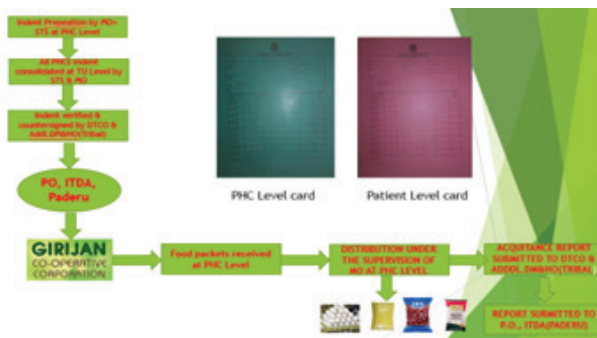 Indent Preparation by MO+
STS at PHC Level
All PHCS Indent
consolidated at TU Level by
STS & MO
Indent verified &
countersigned by DTCO &
Addl.DM&HO(Tribal)
PO, ITDA,
Paderu
GIRIJAN
CO-OPERATIVE
CORPORATION
PHC Level card
Patient Level card
Food packets received
at PHC Level
DISTRIBUTION UNDER
THE SUPERVISION OF
MO AT PHC LEVEL
ACQUITANCE REPORT
SUBMITTED TO DTCO &
ADDDL.DM&HO(TRIBAL
REPORT SUBMITTED TO
P.O., ITDA(PADERU)